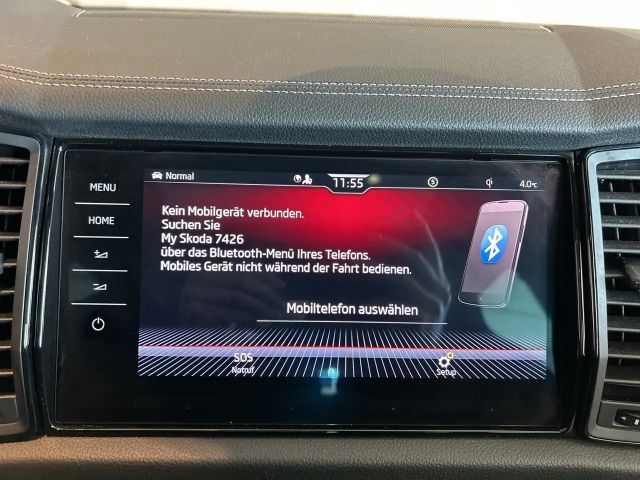 Normal
11:55
qi
4.0°C
MENU
HOME
Kein Mobilgerät verbunden.
Suchen Sie
My Skoda 7426
über das Bluetooth-Menü Ihres Telefons.
Mobiles Gerät nicht während der Fahrt bedienen.
Mobiltelefon auswählen
SOS
Notruf
Setup